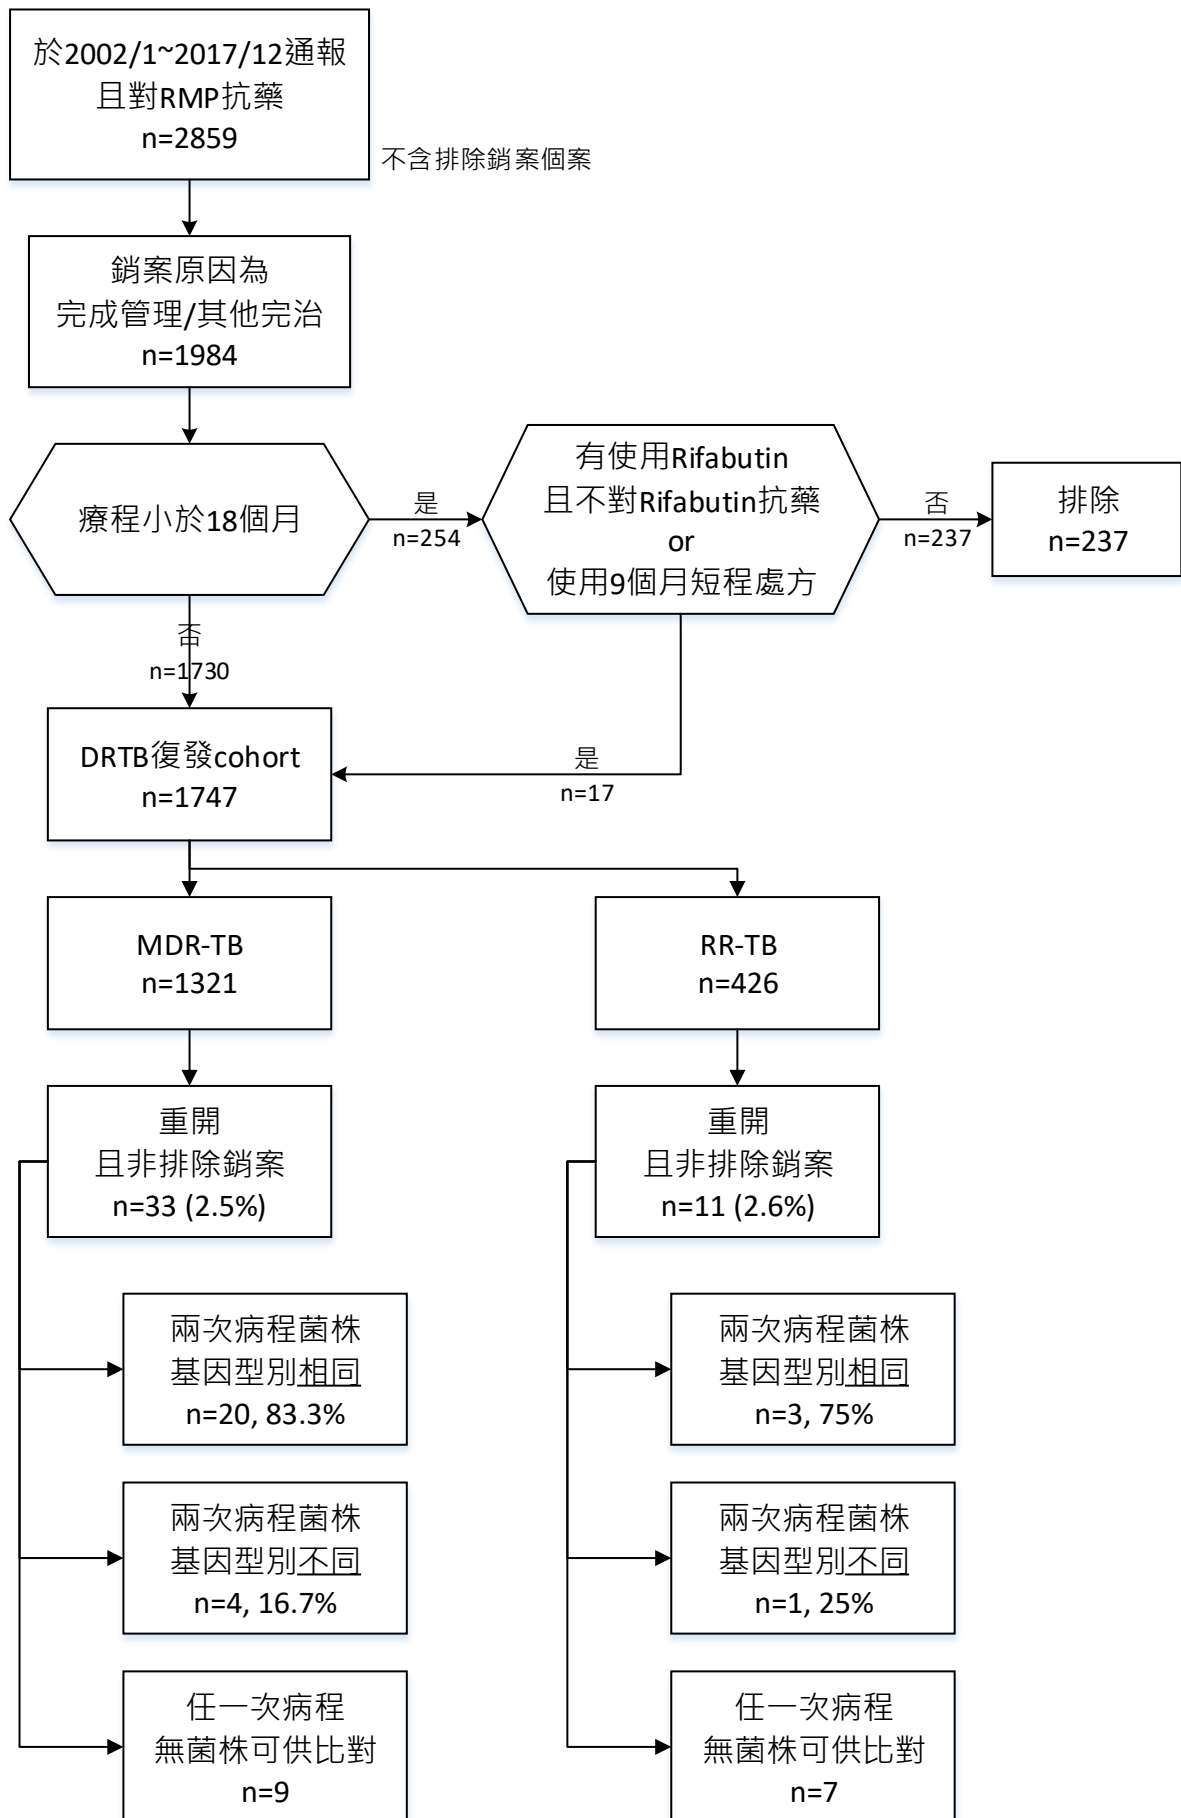 於2002/1~2017/12通報
且對RMP抗藥
n=2859
不含排除銷案個案
銷案原因為
完成管理/其他完治
n=1984
療程小於18個月
是
n=254
有使用Rifabutin
且不對Rifabutin抗藥
or
使用9個月短程處方
否
n=237
排除
n=237
否
n=1730
是
n=17
DRTB復發cohort
n=1747
MDR-TB
n=1321
RR-TB
n=426
重開
且非排除銷案
n=33 (2.5%)
重開
且非排除銷案
n=11 (2.6%)
兩次病程菌株
基因型別相同
n=20, 83.3%
兩次病程菌株
基因型別相同
n=3, 75%
兩次病程菌株
基因型別不同
n=4, 16.7%
兩次病程菌株
基因型別不同
n=1, 25%
任一次病程
無菌株可供比對
n=9
任一次病程
無菌株可供比對
n=7